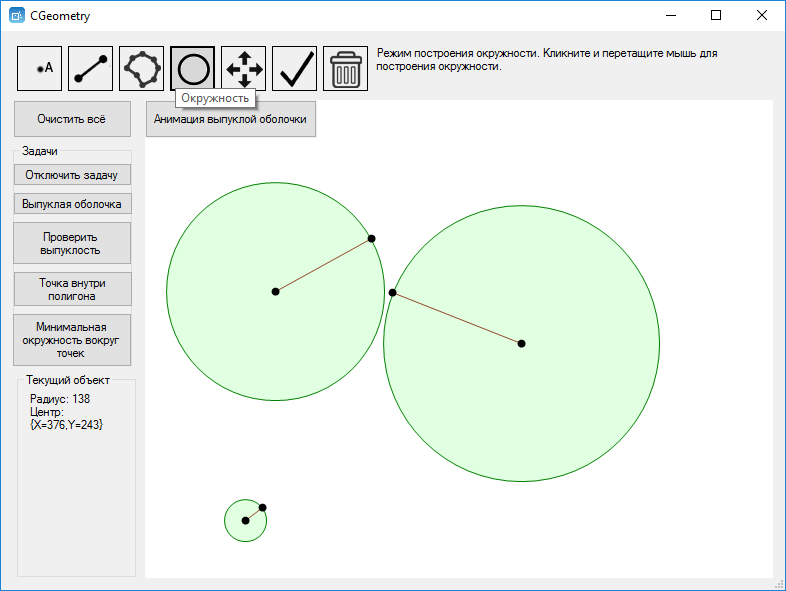 CGeometry
A
Режим построения окружности. Кликните и перетащите мышь для
построения окружности.
Окружность
Очистить всё
Анимация выпуклой оболочки
Задачи
Отключить задачу
Выпуклая оболочка
Проверить
выпуклость
Точка внутри
полигона
Минимальная
окружность вокруг
точек
Текущий объект
Радиус: 138
Центр:
{X=376,Y=243}